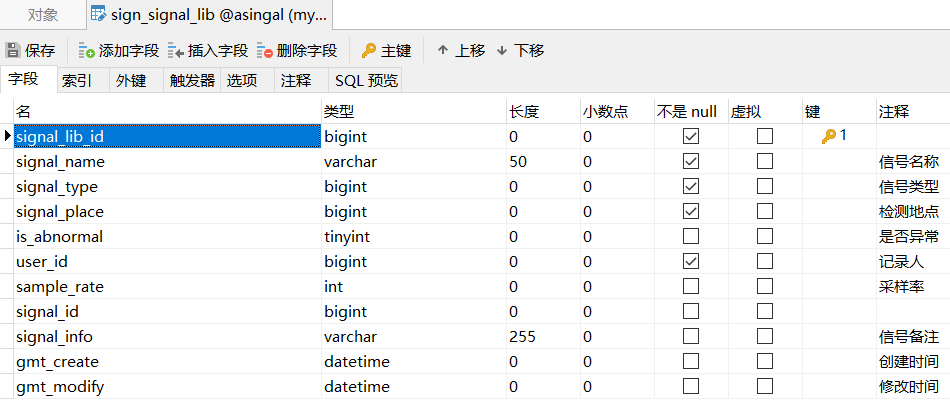 对象 sign_signal_lib @asingal (my...
保存 添加字段 插入字段 删除字段 主键 上移 下移
字段 索引 外键 触发器 选项 注释 SQL 预览
名 类型 长度 小数点 不是 null 虚拟 键 注释
signal_lib_id bigint 0 0 1
signal_name varchar 50 0 信号名称
signal_type bigint 0 0 信号类型
signal_place bigint 0 0 检测地点
is_abnormal tinyint 0 0 是否异常
user_id bigint 0 0 记录人
sample_rate int 0 0 采样率
signal_id bigint 0 0
signal_info varchar 255 0 信号备注
gmt_create datetime 0 0 创建时间
gmt_modify datetime 0 0 修改时间